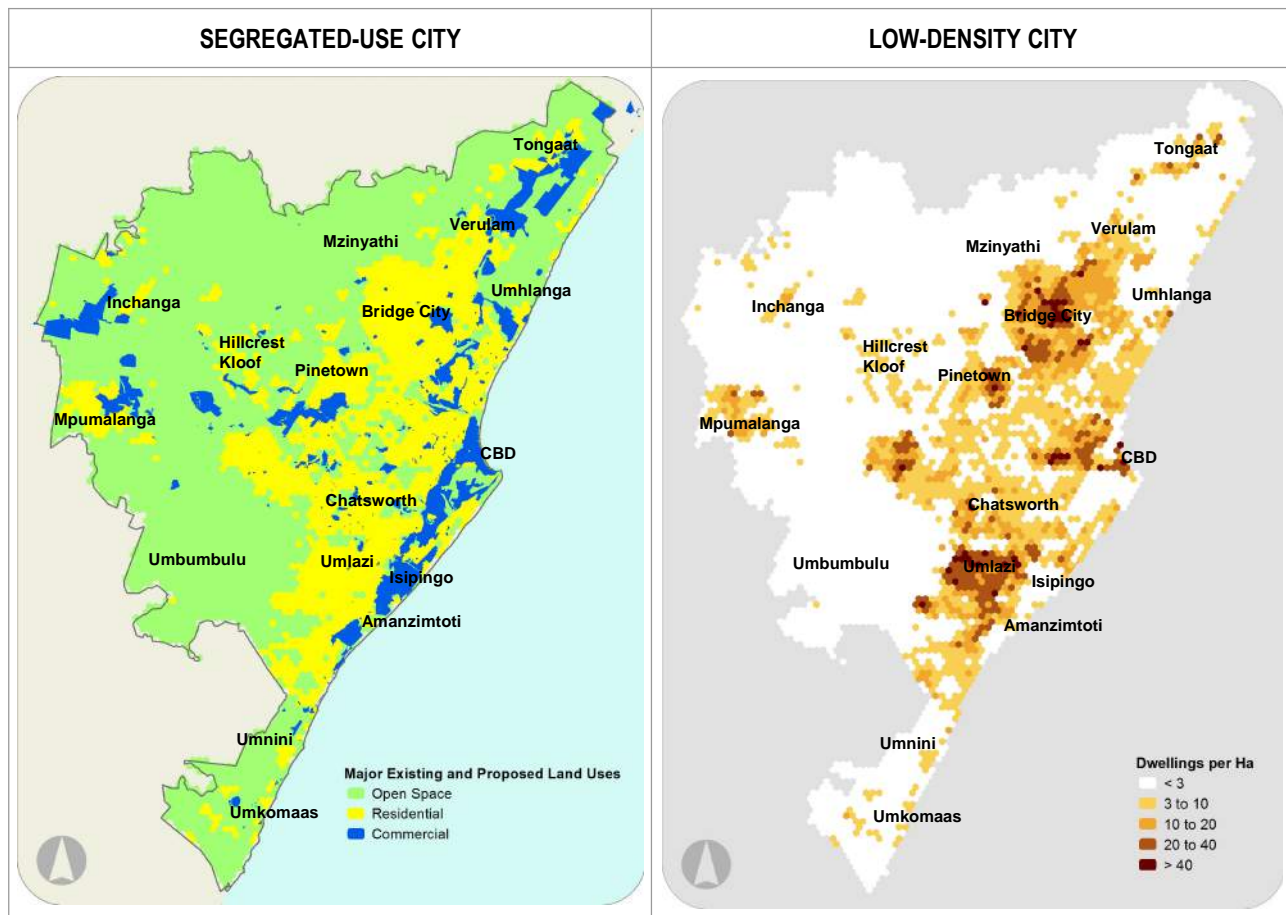 SEGREGATED-USE CITY
Tongaat
Verulam
Mzinyathi
Umhlanga
Inchanga
Bridge City
Hillcrest
Kloof
Pinetown
Mpumalanga
CBD
Chatsworth
Umbumbulu
Umlazi
Isipingo
Amanzimtoti
Umnini
Umkomaas
Major Existing and Proposed Land Uses
Open Space
Residential
Commercial
LOW-DENSITY CITY
Tongaat
Verulam
Mzinyathi
Umhlanga
Inchanga
Bridge City
Hillcrest
Kloof
Pinetown
Mpumalanga
CBD
Chatsworth
Umbumbulu
Umlazi
Isipingo
Amanzimtoti
Umnini
Umkomaas
Dwellings per Ha
< 3
3 to 10
10 to 20
20 to 40
> 40